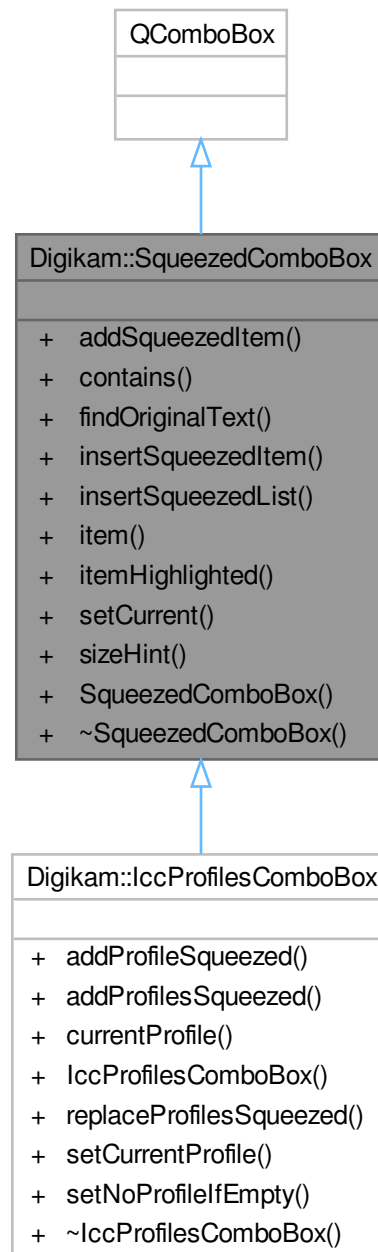 QComboBox
Digikam::SqueezedComboBox
+ addSqueezedItem()
+ contains()
+ findOriginalText()
+ insertSqueezedItem()
+ insertSqueezedList()
+ item()
+ itemHighlighted()
+ setCurrent()
+ sizeHint()
+ SqueezedComboBox()
+ ~SqueezedComboBox()
Digikam::IccProfilesComboBox
+ addProfileSqueezed()
+ addProfilesSqueezed()
+ currentProfile()
+ IccProfilesComboBox()
+ replaceProfilesSqueezed()
+ setCurrentProfile()
+ setNoProfileIfEmpty()
+ ~IccProfilesComboBox()